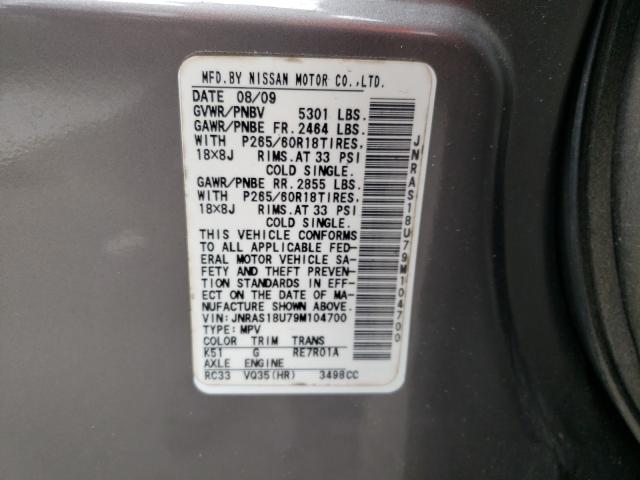 MFD.BY NISSAN MOTOR CO.,LTD.
DATE 08/09
GVWR/PNBV 5301 LBS.
GAWR/PNBE FR.2464 LBS.
WITH P265/60R18TIRES,
18X8J RIMS.AT 33 PSI
COLD SINGLE.
GAWR/PNBE RR.2855 LBS.
WITH P265/60R18TIRES,
18X8J RIMS.AT 33 PSI
COLD SINGLE.
THIS VEHICLE CONFORMS
TO ALL APPLICABLE FED-
ERAL MOTOR VEHICLE SA-
FETY AND THEFT PREVEN-
TION STANDARDS IN EFF-
ECT ON THE DATE OF MA-
NUFACTURE SHOWN ABOVE.
VIN:JNRAS18U79M104700
TYPE:MPV
COLOR TRIM TRANS
K51 G RE7R01A
AXLE ENGINE
RC33 VQ35(HR) 3498CC
JNRAS18U79M104700